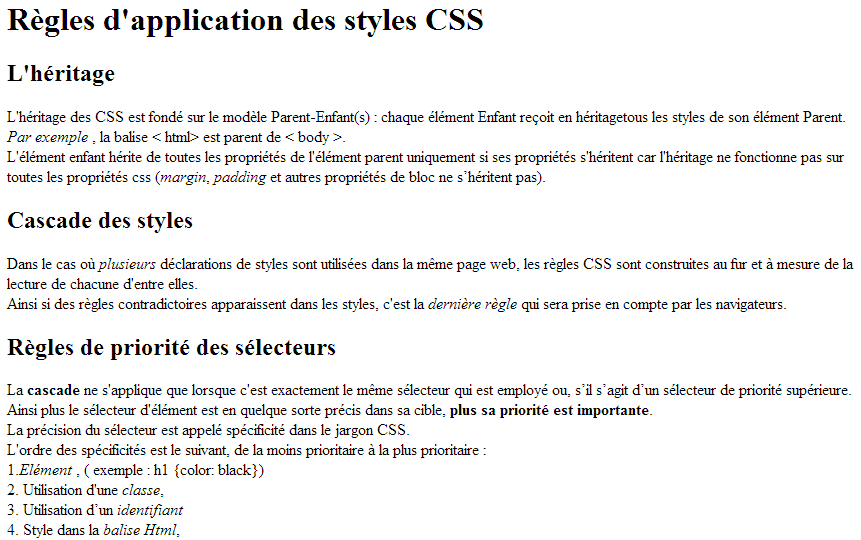 Règles d'application des styles CSS
L'héritage
L'héritage des CSS est fondé sur le modèle Parent-Enfant(s) : chaque élément Enfant reçoit en héritagetous les styles de son élément Parent.
Par exemple , la balise < html> est parent de < body >.
L'élément enfant hérite de toutes les propriétés de l'élément parent uniquement si ses propriétés s'héritent car l'héritage ne fonctionne pas sur
toutes les propriétés css (margin, padding et autres propriétés de bloc ne s’héritent pas).
Cascade des styles
Dans le cas où plusieurs déclarations de styles sont utilisées dans la même page web, les règles CSS sont construites au fur et à mesure de la
lecture de chacune d'entre elles.
Ainsi si des règles contradictoires apparaissent dans les styles, c'est la dernière règle qui sera prise en compte par les navigateurs.
Règles de priorité des sélecteurs
La cascade ne s'applique que lorsque c'est exactement le même sélecteur qui est employé ou, s’il s’agit d’un sélecteur de priorité supérieure.
Ainsi plus le sélecteur d'élément est en quelque sorte précis dans sa cible, plus sa priorité est importante.
La précision du sélecteur est appelé spécificité dans le jargon CSS.
L'ordre des spécificités est le suivant, de la moins prioritaire à la plus prioritaire :
1.Elément , ( exemple : h1 {color: black})
2. Utilisation d'une classe,
3. Utilisation d’un identifiant
4. Style dans la balise Html,